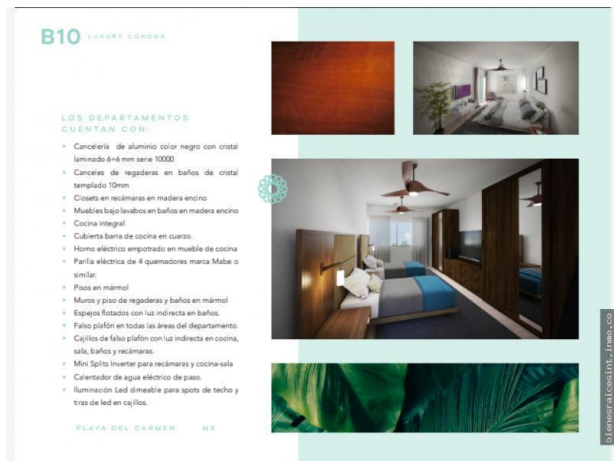 B10 LUXURY CONDOS
LOS DEPARTAMENTOS
CUENTAN CON:
• Cancelería de aluminio color negro con cristal
laminado 6+6 mm serie 10000
• Canceles de regaderas en baños de cristal
templado 10mm
• Closets en recámaras en madera encino
• Muebles bajo lavabos en baños en madera encino
• Cocina integral
• Cubierta barra de cocina en cuarzo.
• Horno eléctrico empotrado en mueble de cocina
• Parilla eléctrica de 4 quemadores marca Mabe o
similar.
• Pisos en mármol
• Muros y piso de regaderas y baños en mármol
• Espejos flotados con luz indirecta en baños.
• Falso plafón en todas las áreas del departamento.
• Cajillos de falso plafón con luz indirecta en cocina,
sala, baños y recámaras.
• Mini Splits Inverter para recámaras y cocina-sala
• Calentador de agua eléctrico de paso.
• Iluminación Led dimeable para spots de techo y
tiras de led en cajillos.
PLAYA DEL CARMEN MX
bienesraicesint.inmo.co